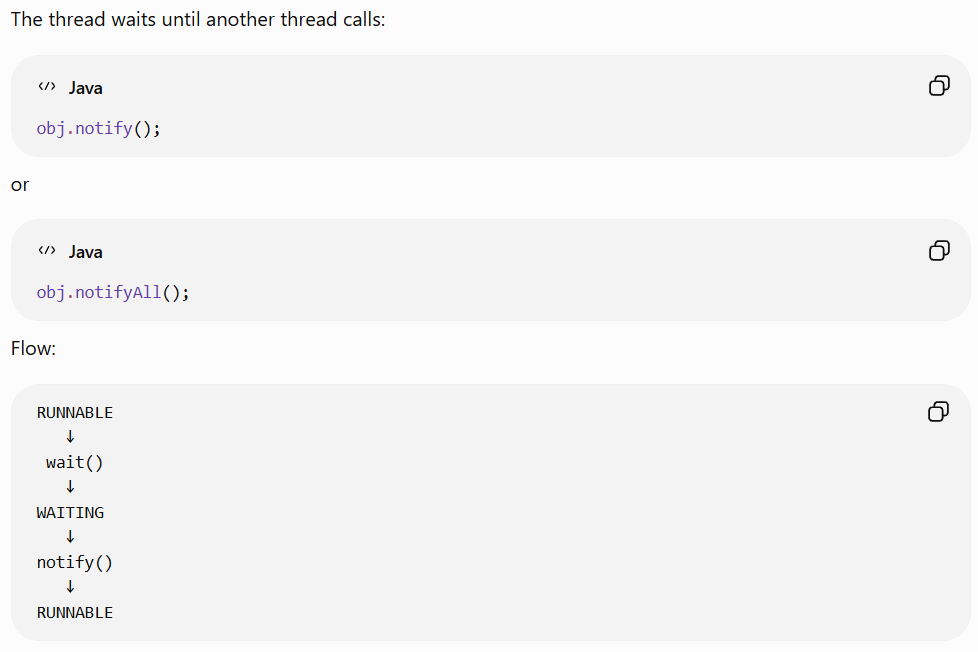 The thread waits until another thread calls:
Java
obj.notify();
or
Java
obj.notifyAll();
Flow:
RUNNABLE
↓
wait()
↓
WAITING
↓
notify()
↓
RUNNABLE